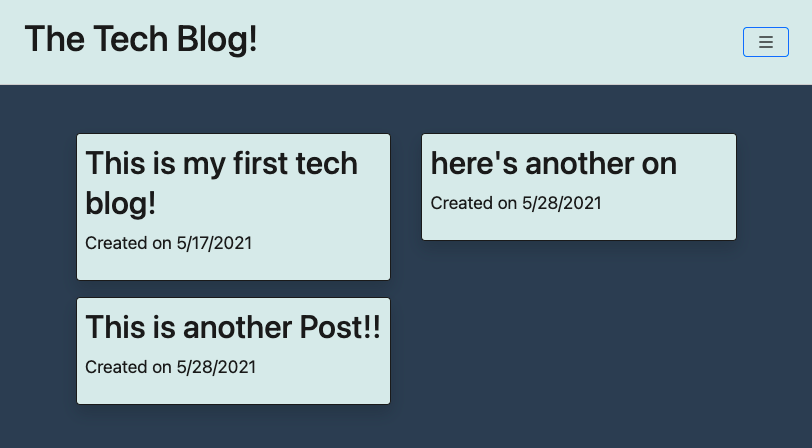 The Tech Blog!
This is my first tech
blog!
Created on 5/17/2021
here's another on
Created on 5/28/2021
This is another Post!!
Created on 5/28/2021